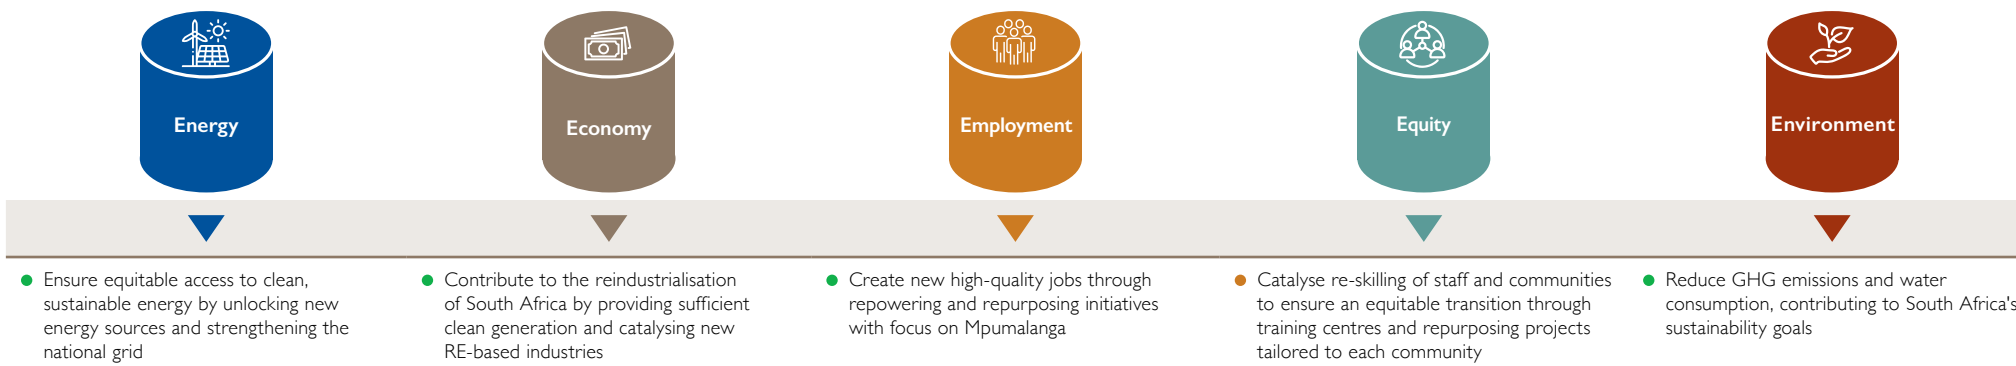 Energy
Economy
Employment
Equity
Environment
Ensure equitable access to clean,
sustainable energy by unlocking new
energy sources and strengthening the
national grid
Contribute to the reindustrialisation
of South Africa by providing sufficient
clean generation and catalysing new
RE-based industries
Create new high-quality jobs through
repowering and repurposing initiatives
with focus on Mpumalanga
Catalyse re-skilling of staff and communities
to ensure an equitable transition through
training centres and repurposing projects
tailored to each community
Reduce GHG emissions and water
consumption, contributing to South Africa's
sustainability goals